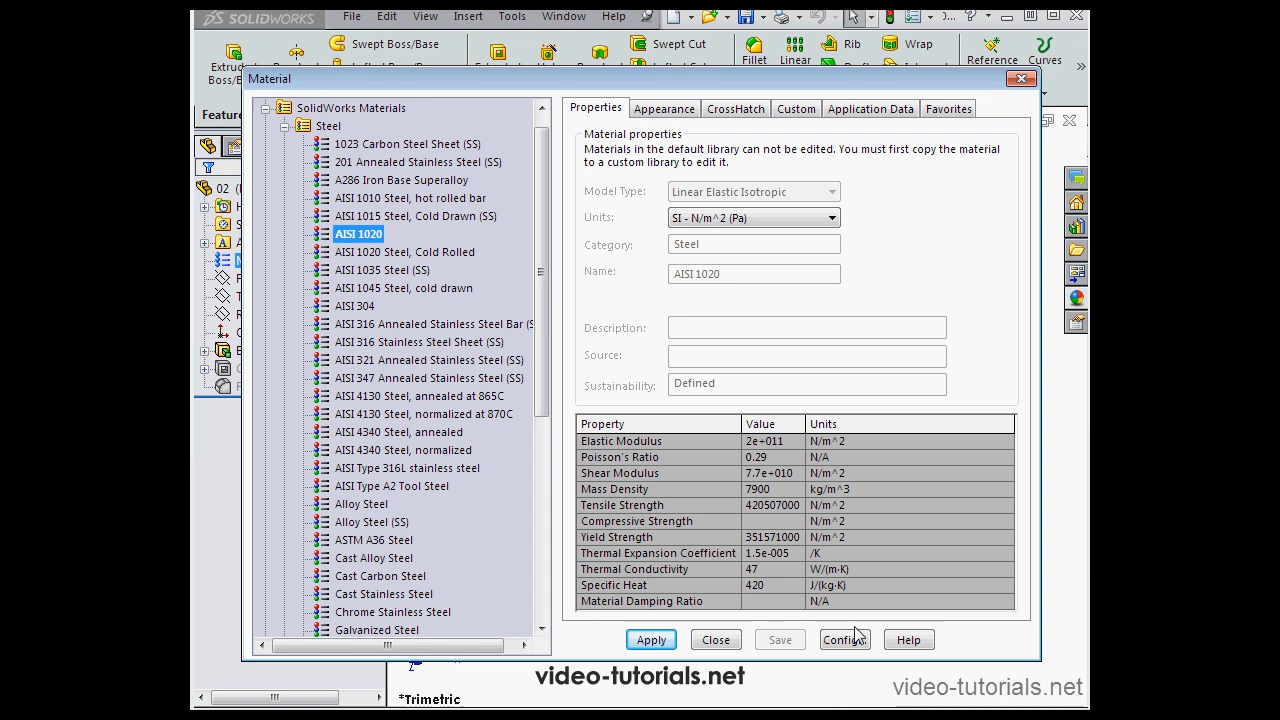 SOLIDWORKS File Edit View Insert Tools Window Help
Swept Boss/Base Swept Cut Rib Wrap
Fillet Linear Reference Curves
Material
SolidWorks Materials
Steel
1023 Carbon Steel Sheet (SS)
201 Annealed Stainless Steel (SS)
A286 Iron Base Superalloy
AISI 1010 Steel, hot rolled bar
AISI 1015 Steel, Cold Drawn (SS)
AISI 1020
AISI 1020 Steel, Cold Rolled
AISI 1035 Steel (SS)
AISI 1045 Steel, cold drawn
AISI 304
AISI 316 Annealed Stainless Steel Bar (S
AISI 316 Stainless Steel Sheet (SS)
AISI 321 Annealed Stainless Steel (SS)
AISI 347 Annealed Stainless Steel (SS)
AISI 4130 Steel, annealed at 865C
AISI 4130 Steel, normalized at 870C
AISI 4340 Steel, annealed
AISI 4340 Steel, normalized
AISI Type 316L stainless steel
AISI Type A2 Tool Steel
Alloy Steel
Alloy Steel (SS)
ASTM A36 Steel
Cast Alloy Steel
Cast Carbon Steel
Cast Stainless Steel
Chrome Stainless Steel
Galvanized Steel
Properties Appearance CrossHatch Custom Application Data Favorites
Material properties
Materials in the default library can not be edited. You must first copy the material
to a custom library to edit it.
Model Type: Linear Elastic Isotropic
Units: SI - N/m^2 (Pa)
Category: Steel
Name: AISI 1020
Description:
Source:
Sustainability: Defined
Property Value Units
Elastic Modulus 2e+011 N/m^2
Poisson's Ratio 0.29 N/A
Shear Modulus 7.7e+010 N/m^2
Mass Density 7900 kg/m^3
Tensile Strength 420507000 N/m^2
Compressive Strength N/m^2
Yield Strength 351571000 N/m^2
Thermal Expansion Coefficient 1.5e-005 /K
Thermal Conductivity 47 W/(m·K)
Specific Heat 420 J/(kg·K)
Material Damping Ratio N/A
Apply Close Save Help
video-tutorials.net
video-tutorials.net
*Trimetric